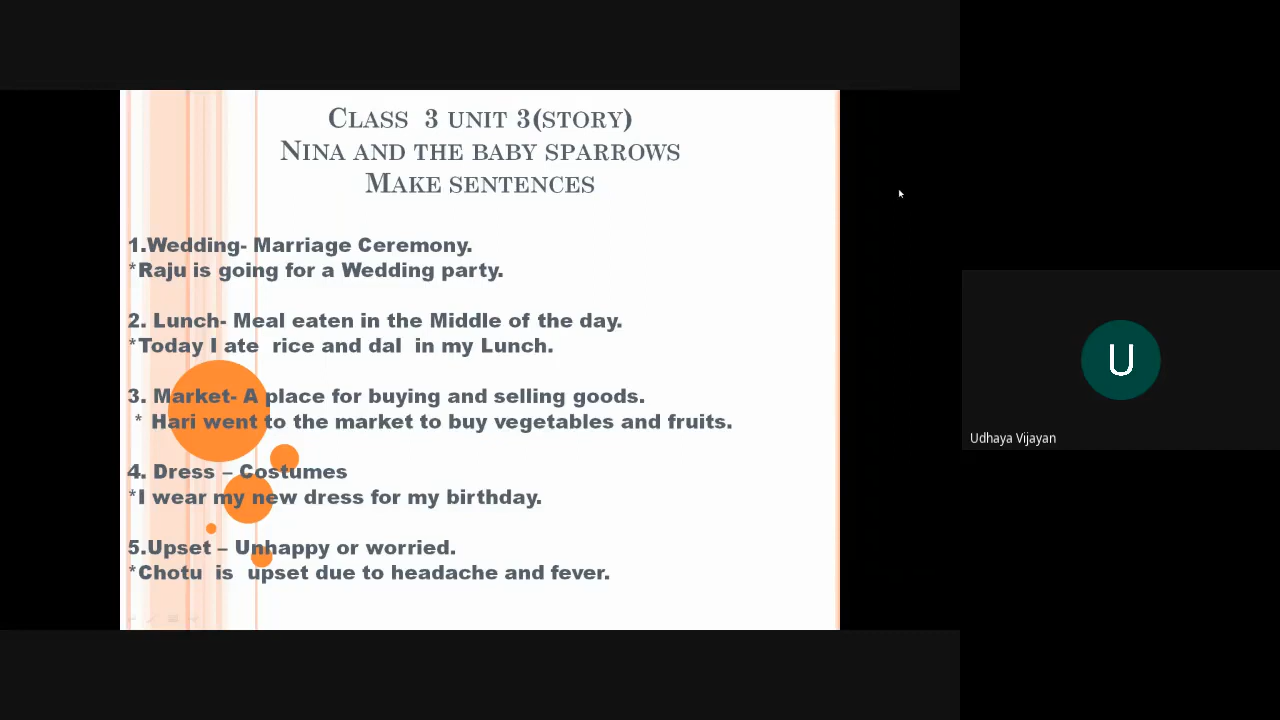 CLASS 3 UNIT 3(STORY)
NINA AND THE BABY SPARROWS
MAKE SENTENCES
1.Wedding- Marriage Ceremony.
*Raju is going for a Wedding party.
2. Lunch- Meal eaten in the Middle of the day.
*Today I ate rice and dal in my Lunch.
3. Market- A place for buying and selling goods.
* Hari went to the market to buy vegetables and fruits.
4. Dress – Costumes
*I wear my new dress for my birthday.
5.Upset – Unhappy or worried.
*Chotu is upset due to headache and fever.
U
Udhaya Vijayan